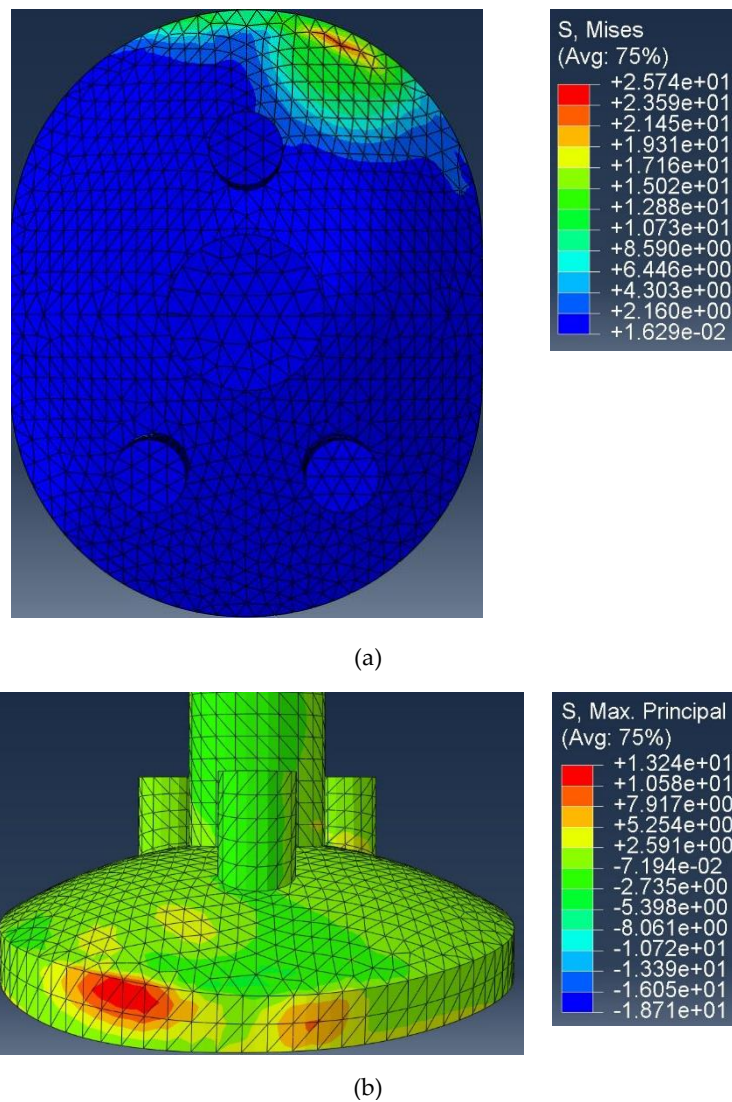 S, Mises
(Avg: 75%)
+2.574e+01
+2.359e+01
+2.145e+01
+1.931e+01
+1.716e+01
+1.502e+01
+1.288e+01
+1.073e+01
+8.590e+00
+6.446e+00
+4.303e+00
+2.160e+00
+1.629e-02
(a)
S, Max. Principal
(Avg: 75%)
+1.324e+01
+1.058e+01
+7.917e+00
+5.254e+00
+2.591e+00
-7.194e-02
-2.735e+00
-5.398e+00
-8.061e+00
-1.072e+01
-1.339e+01
-1.605e+01
-1.871e+01
(b)